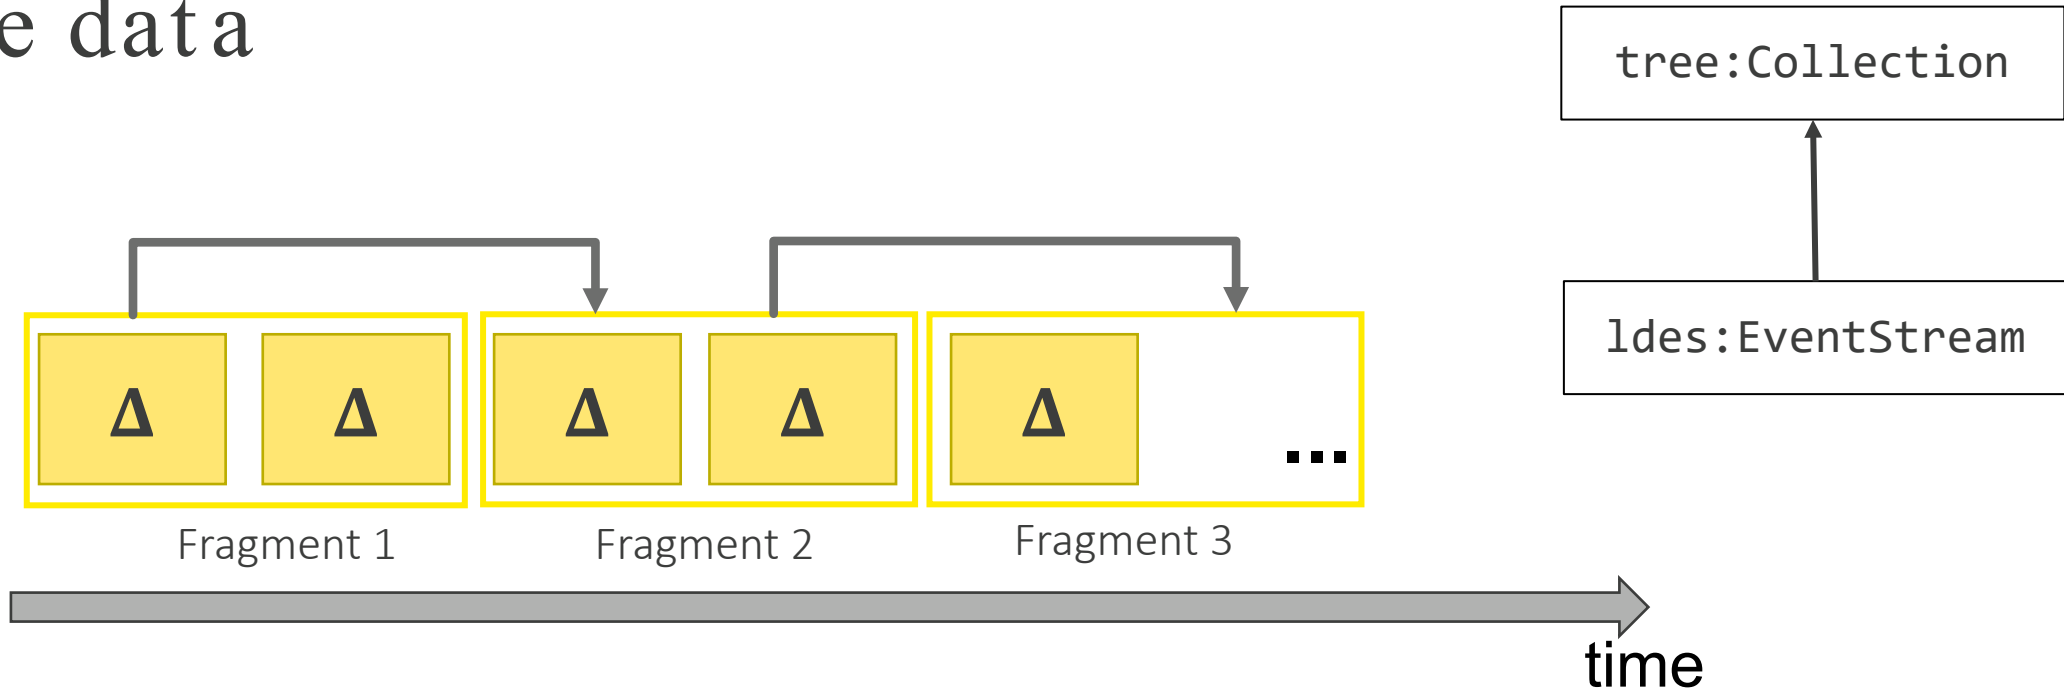 e data
tree:Collection
ldes:EventStream
Δ Δ Δ Δ Δ ...
Fragment 1 Fragment 2 Fragment 3
time